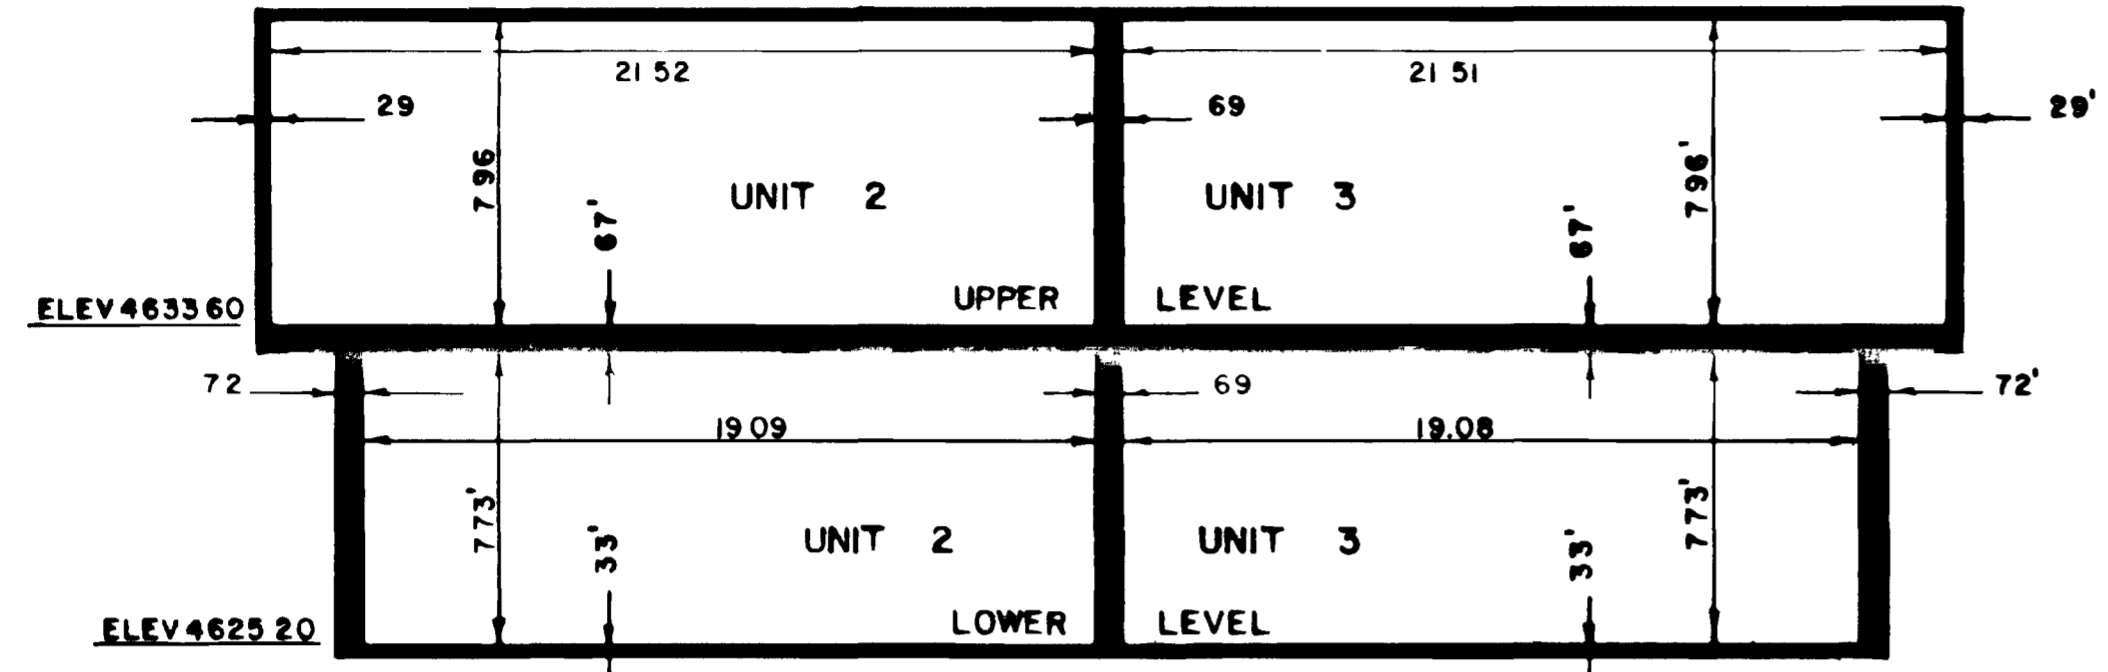 21 52 21 51
29 69 29'
7 96 7 96'
UNIT 2 UNIT 3
67' 67'
UPPER LEVEL
ELEV 4633 60
72 69 72'
19 09 19.08
7 73' 7 73'
33' 33'
UNIT 2 UNIT 3
LOWER LEVEL
ELEV 4625 20